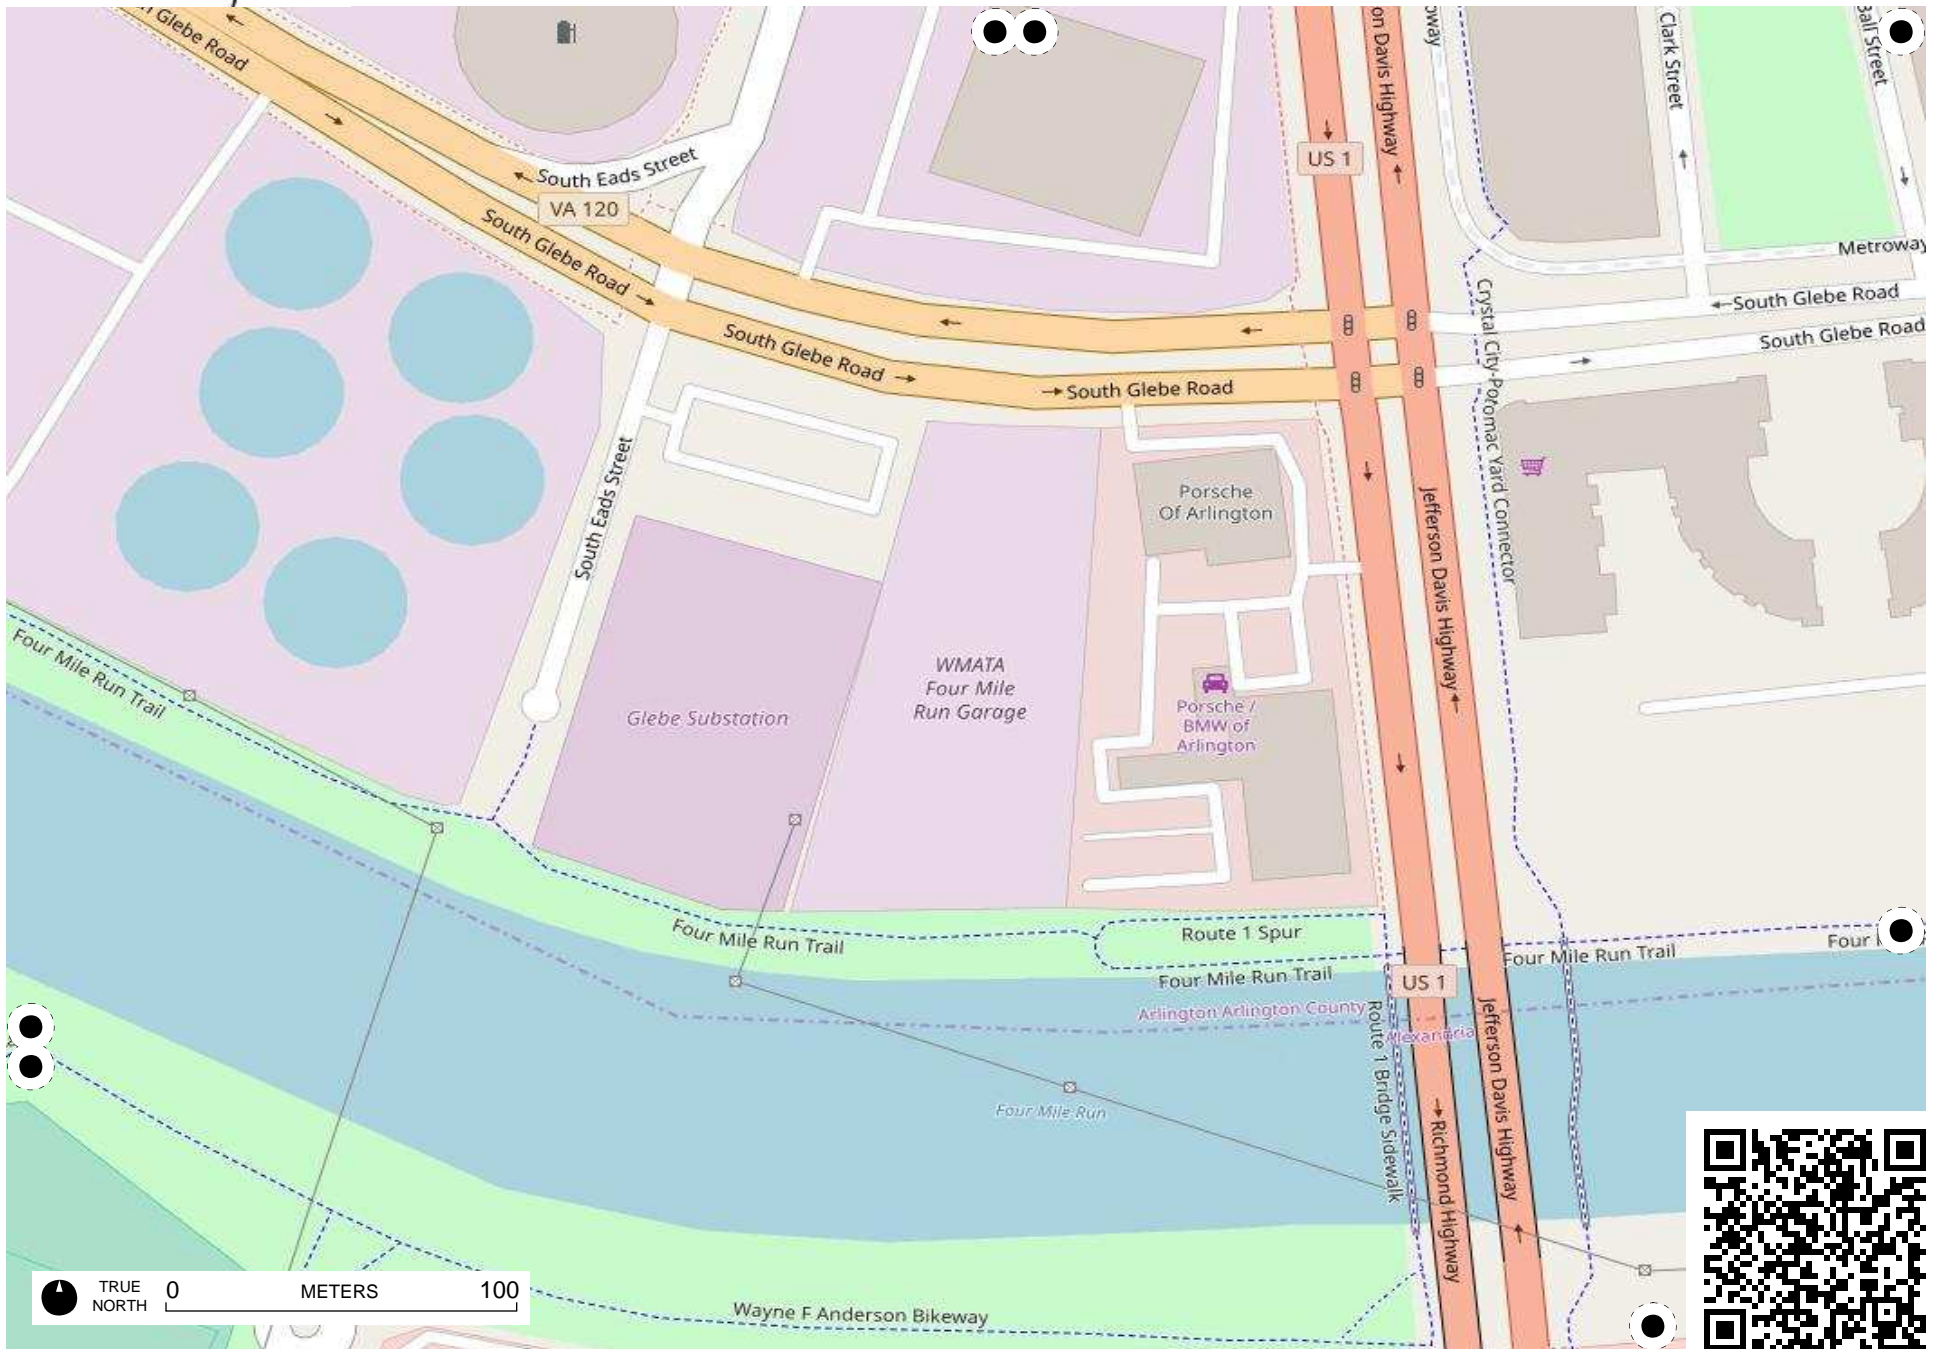 h Glebe Road
South Eads Street
VA 120
South Glebe Road
South Glebe Road
South Glebe Road
US 1
on Davis Highway
oway
Clark Street
Ball Street
Metroway
South Glebe Road
South Glebe Road
Crystal City-Potomac Yard Connector
South Eads Street
Porsche
Of Arlington
Jefferson Davis Highway
WMATA
Four Mile
Run Garage
Glebe Substation
Porsche /
BMW of
Arlington
Four Mile Run Trail
Four Mile Run Trail
Route 1 Spur
Four Mile Run Trail
Four Mile Run Trail
Four
US 1
Arlington Arlington County
Alexandria
Route 1 Bridge Sidewalk
Jefferson Davis Highway
Richmond Highway
Four Mile Run
Wayne F Anderson Bikeway
TRUE
NORTH
0 METERS 100